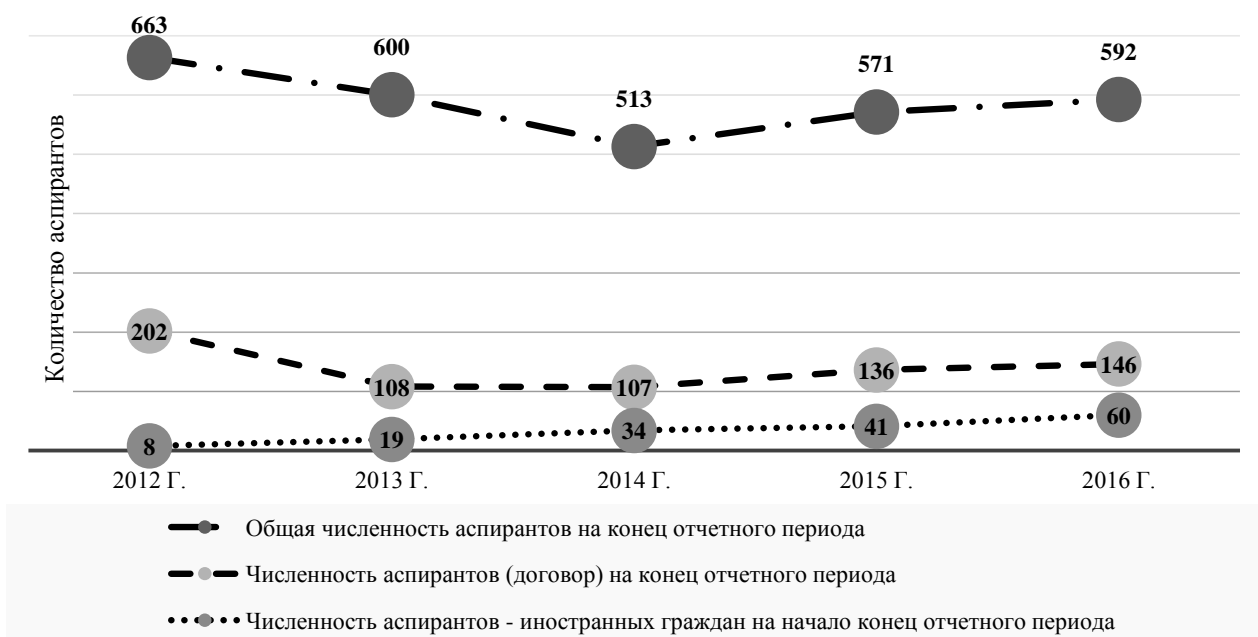 663
600
513
571
592
Количество аспирантов
202
108
107
136
146
8
19
34
41
60
2012 Г.
2013 Г.
2014 Г.
2015 Г.
2016 Г.
Общая численность аспирантов на конец отчетного периода
Численность аспирантов (договор) на конец отчетного периода
Численность аспирантов - иностранных граждан на начало конец отчетного периода